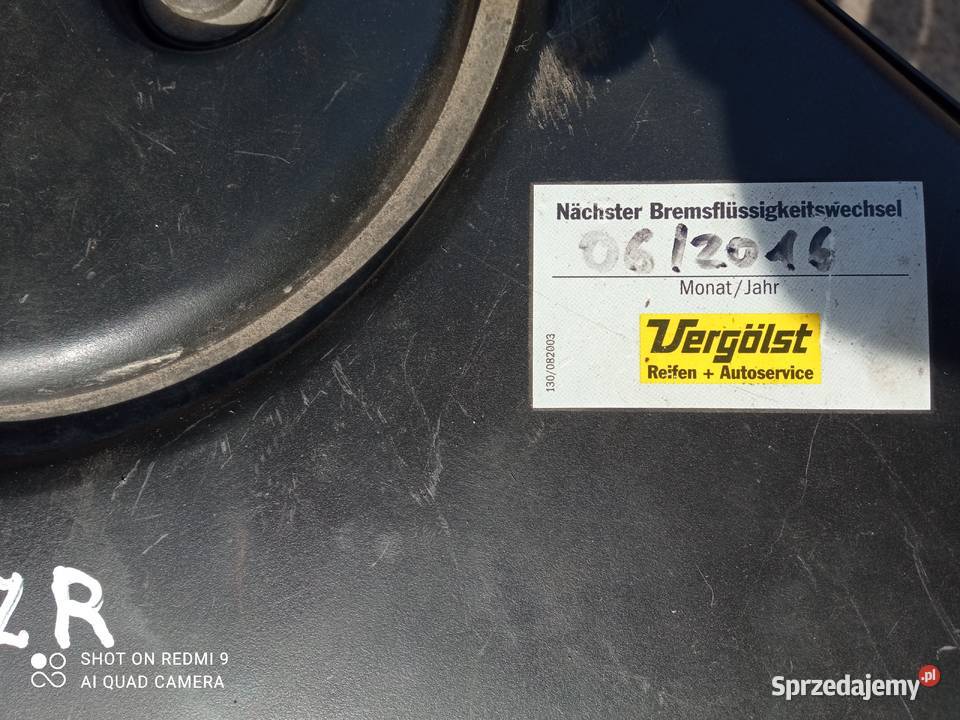 Nächster Bremsflüssigkeitswechsel
06/2016
Monat/Jahr
Vergölst
Reifen + Autoservice
130/082003
ZR
SHOT ON REDMI 9
AI QUAD CAMERA
Sprzedajemy.pl